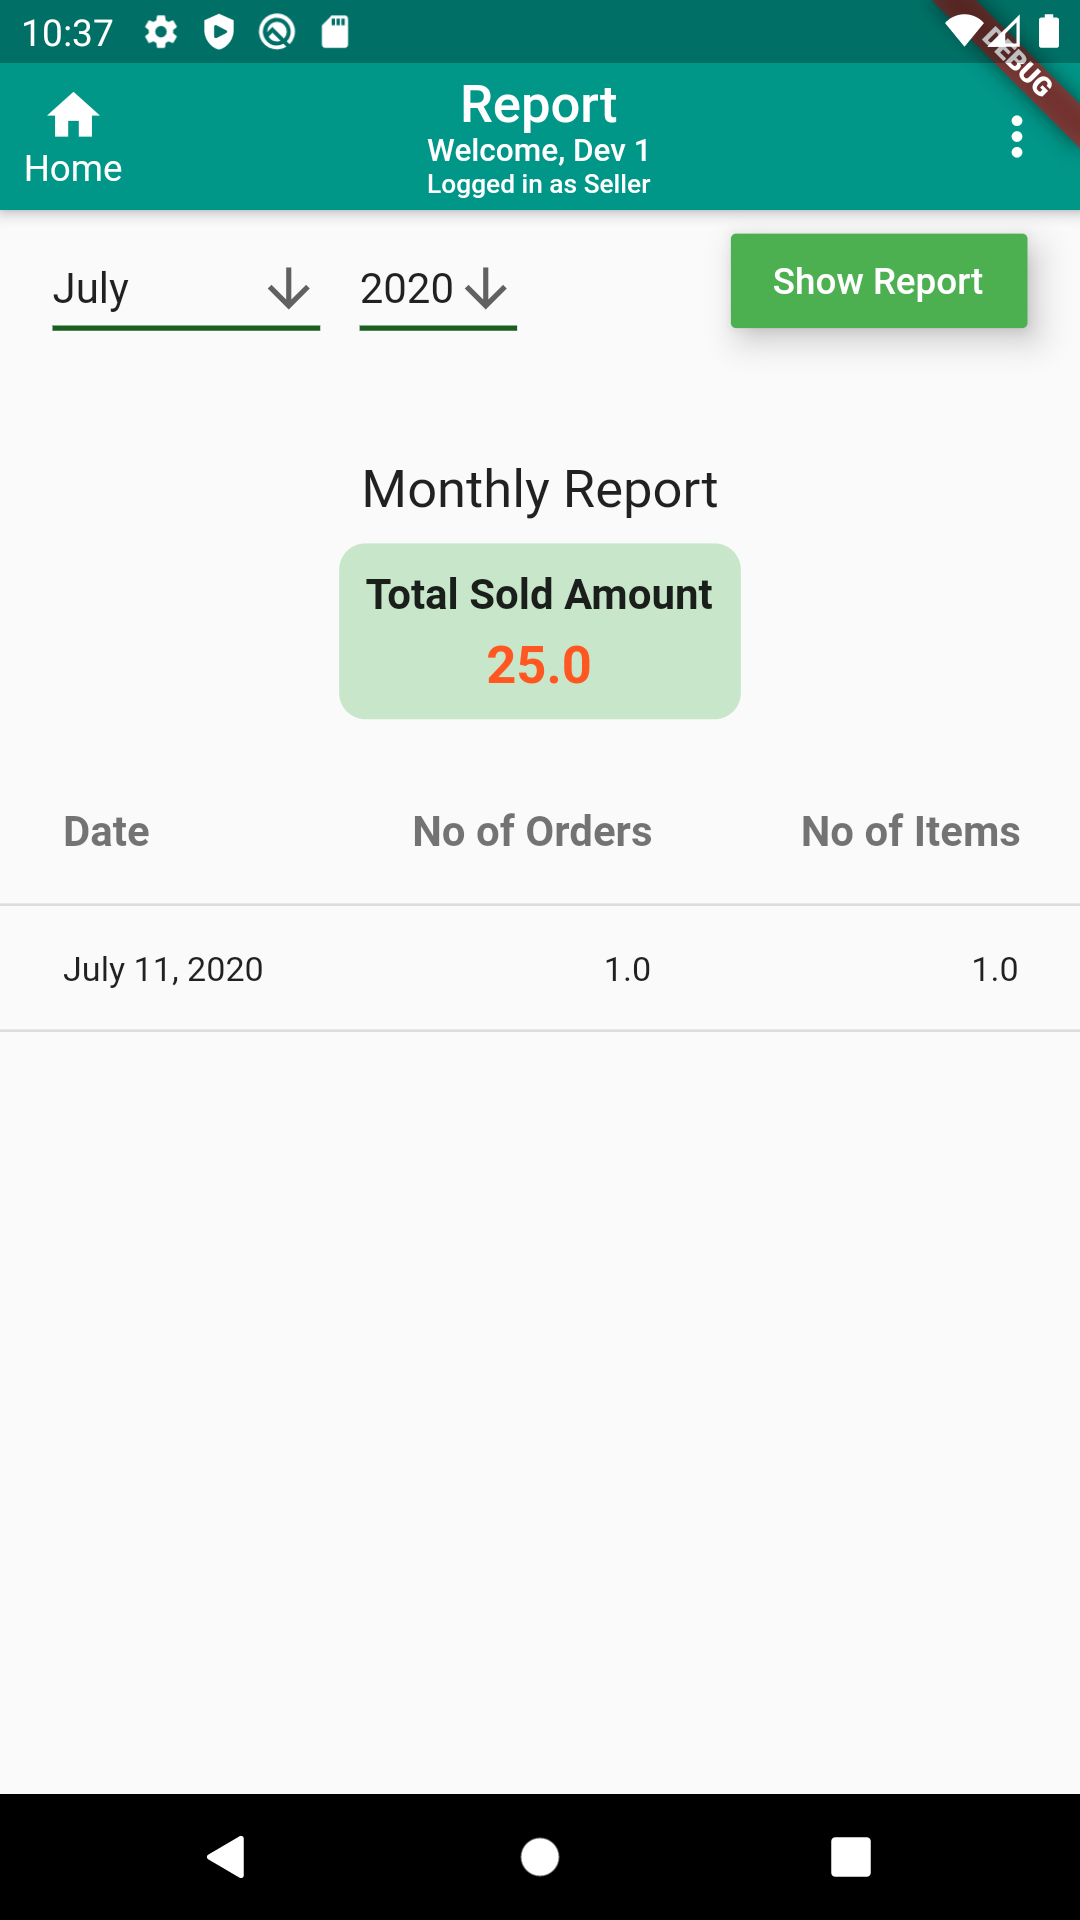 10:37
DEBUG
Home
Report
Welcome, Dev 1
Logged in as Seller
July
2020
Show Report
Monthly Report
Total Sold Amount
25.0
Date No of Orders No of Items
July 11, 2020 1.0 1.0